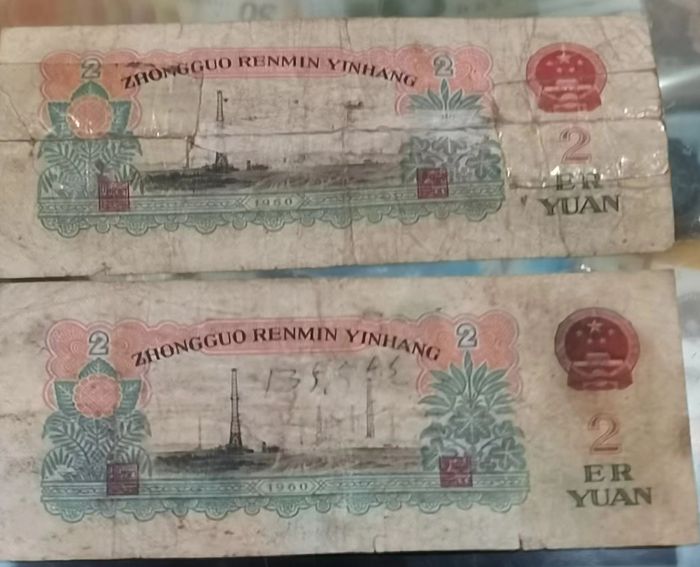 2 ZHONGGUO RENMIN YINHANG 2
2
ER
YUAN
1960
2 ZHONGGUO RENMIN YINHANG 2
2
ER
YUAN
1960